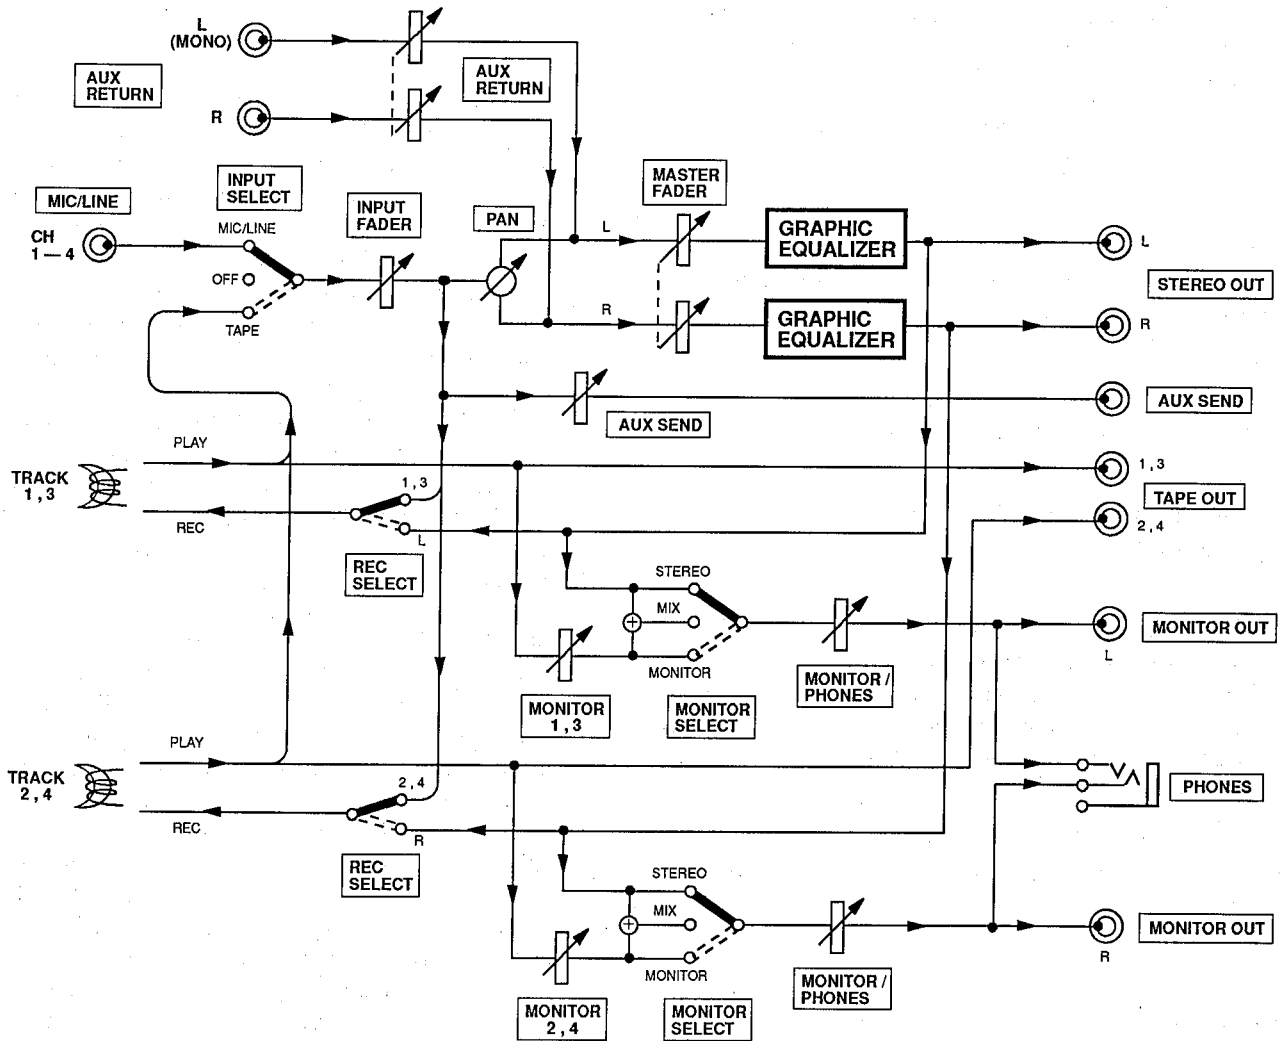 L
(MONO)
AUX
RETURN
AUX
RETURN
R
INPUT
SELECT
MASTER
FADER
MIC/LINE
INPUT
FADER
PAN
MIC/LINE
CH
1—4
OFF
TAPE
L
GRAPHIC
EQUALIZER
L
STEREO OUT
R
GRAPHIC
EQUALIZER
R
AUX SEND
AUX SEND
PLAY
TRACK
1,3
REC
1,3
L
REC
SELECT
1,3
TAPE OUT
2,4
STEREO
MIX
MONITOR
MONITOR
1,3
MONITOR
SELECT
MONITOR /
PHONES
MONITOR OUT
L
PLAY
TRACK
2,4
REC
2,4
R
REC
SELECT
PHONES
STEREO
MIX
MONITOR
MONITOR
2,4
MONITOR
SELECT
MONITOR /
PHONES
MONITOR OUT
R